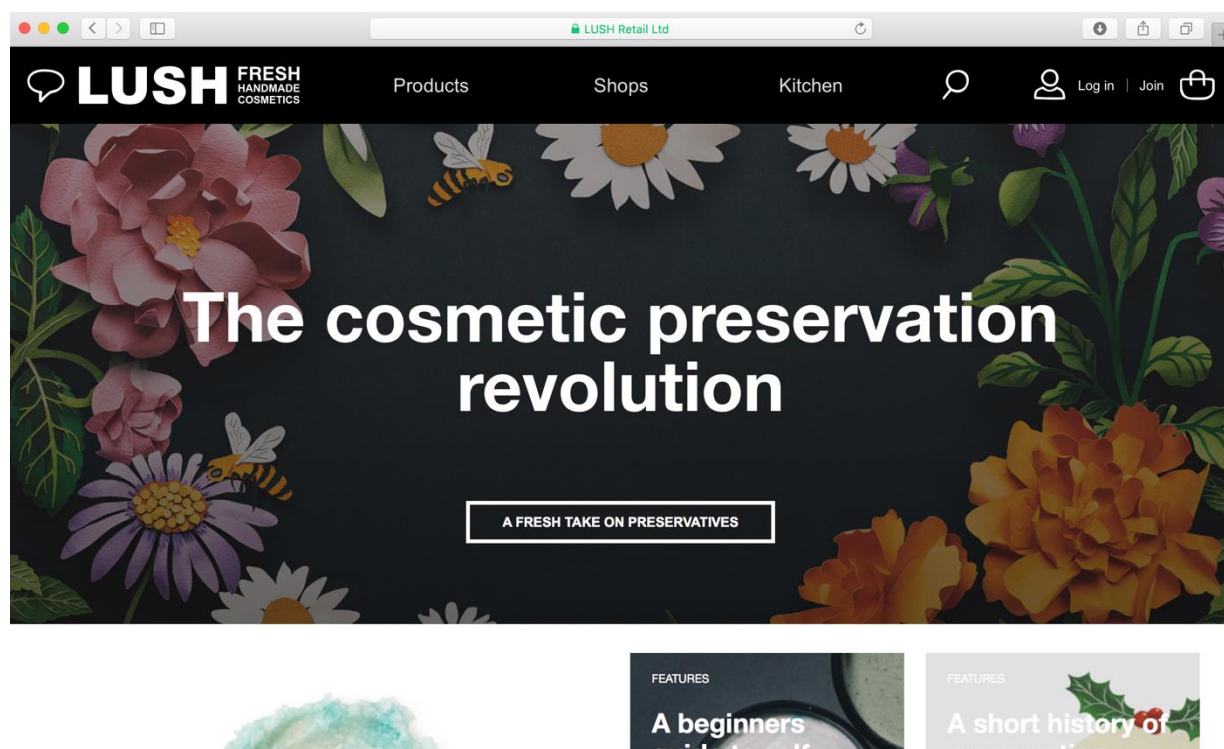 LUSH Retail Ltd
LUSH FRESH
HANDMADE
COSMETICS
Products
Shops
Kitchen
Log in | Join
The cosmetic preservation
revolution
A FRESH TAKE ON PRESERVATIVES
FEATURES
A beginners
FEATURES
A short history of